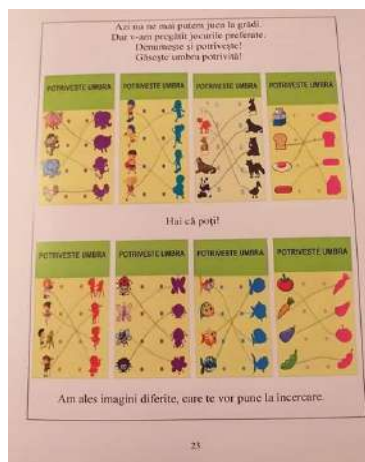 Azi nu ne mai putem juca la grădi.
Dar v-am pregătit jocurile preferate.
Denumește și potrivește!
Găsește umbra potrivită!
POTRIVEȘTE UMBRA
POTRIVEȘTE UMBRA
POTRIVEȘTE UMBRA
POTRIVEȘTE UMBRA
Hai că poți!
POTRIVEȘTE UMBRA
POTRIVEȘTE UMBRA
POTRIVEȘTE UMBRA
POTRIVEȘTE UMBRA
Am ales imagini diferite, care te vor pune la încercare.
23